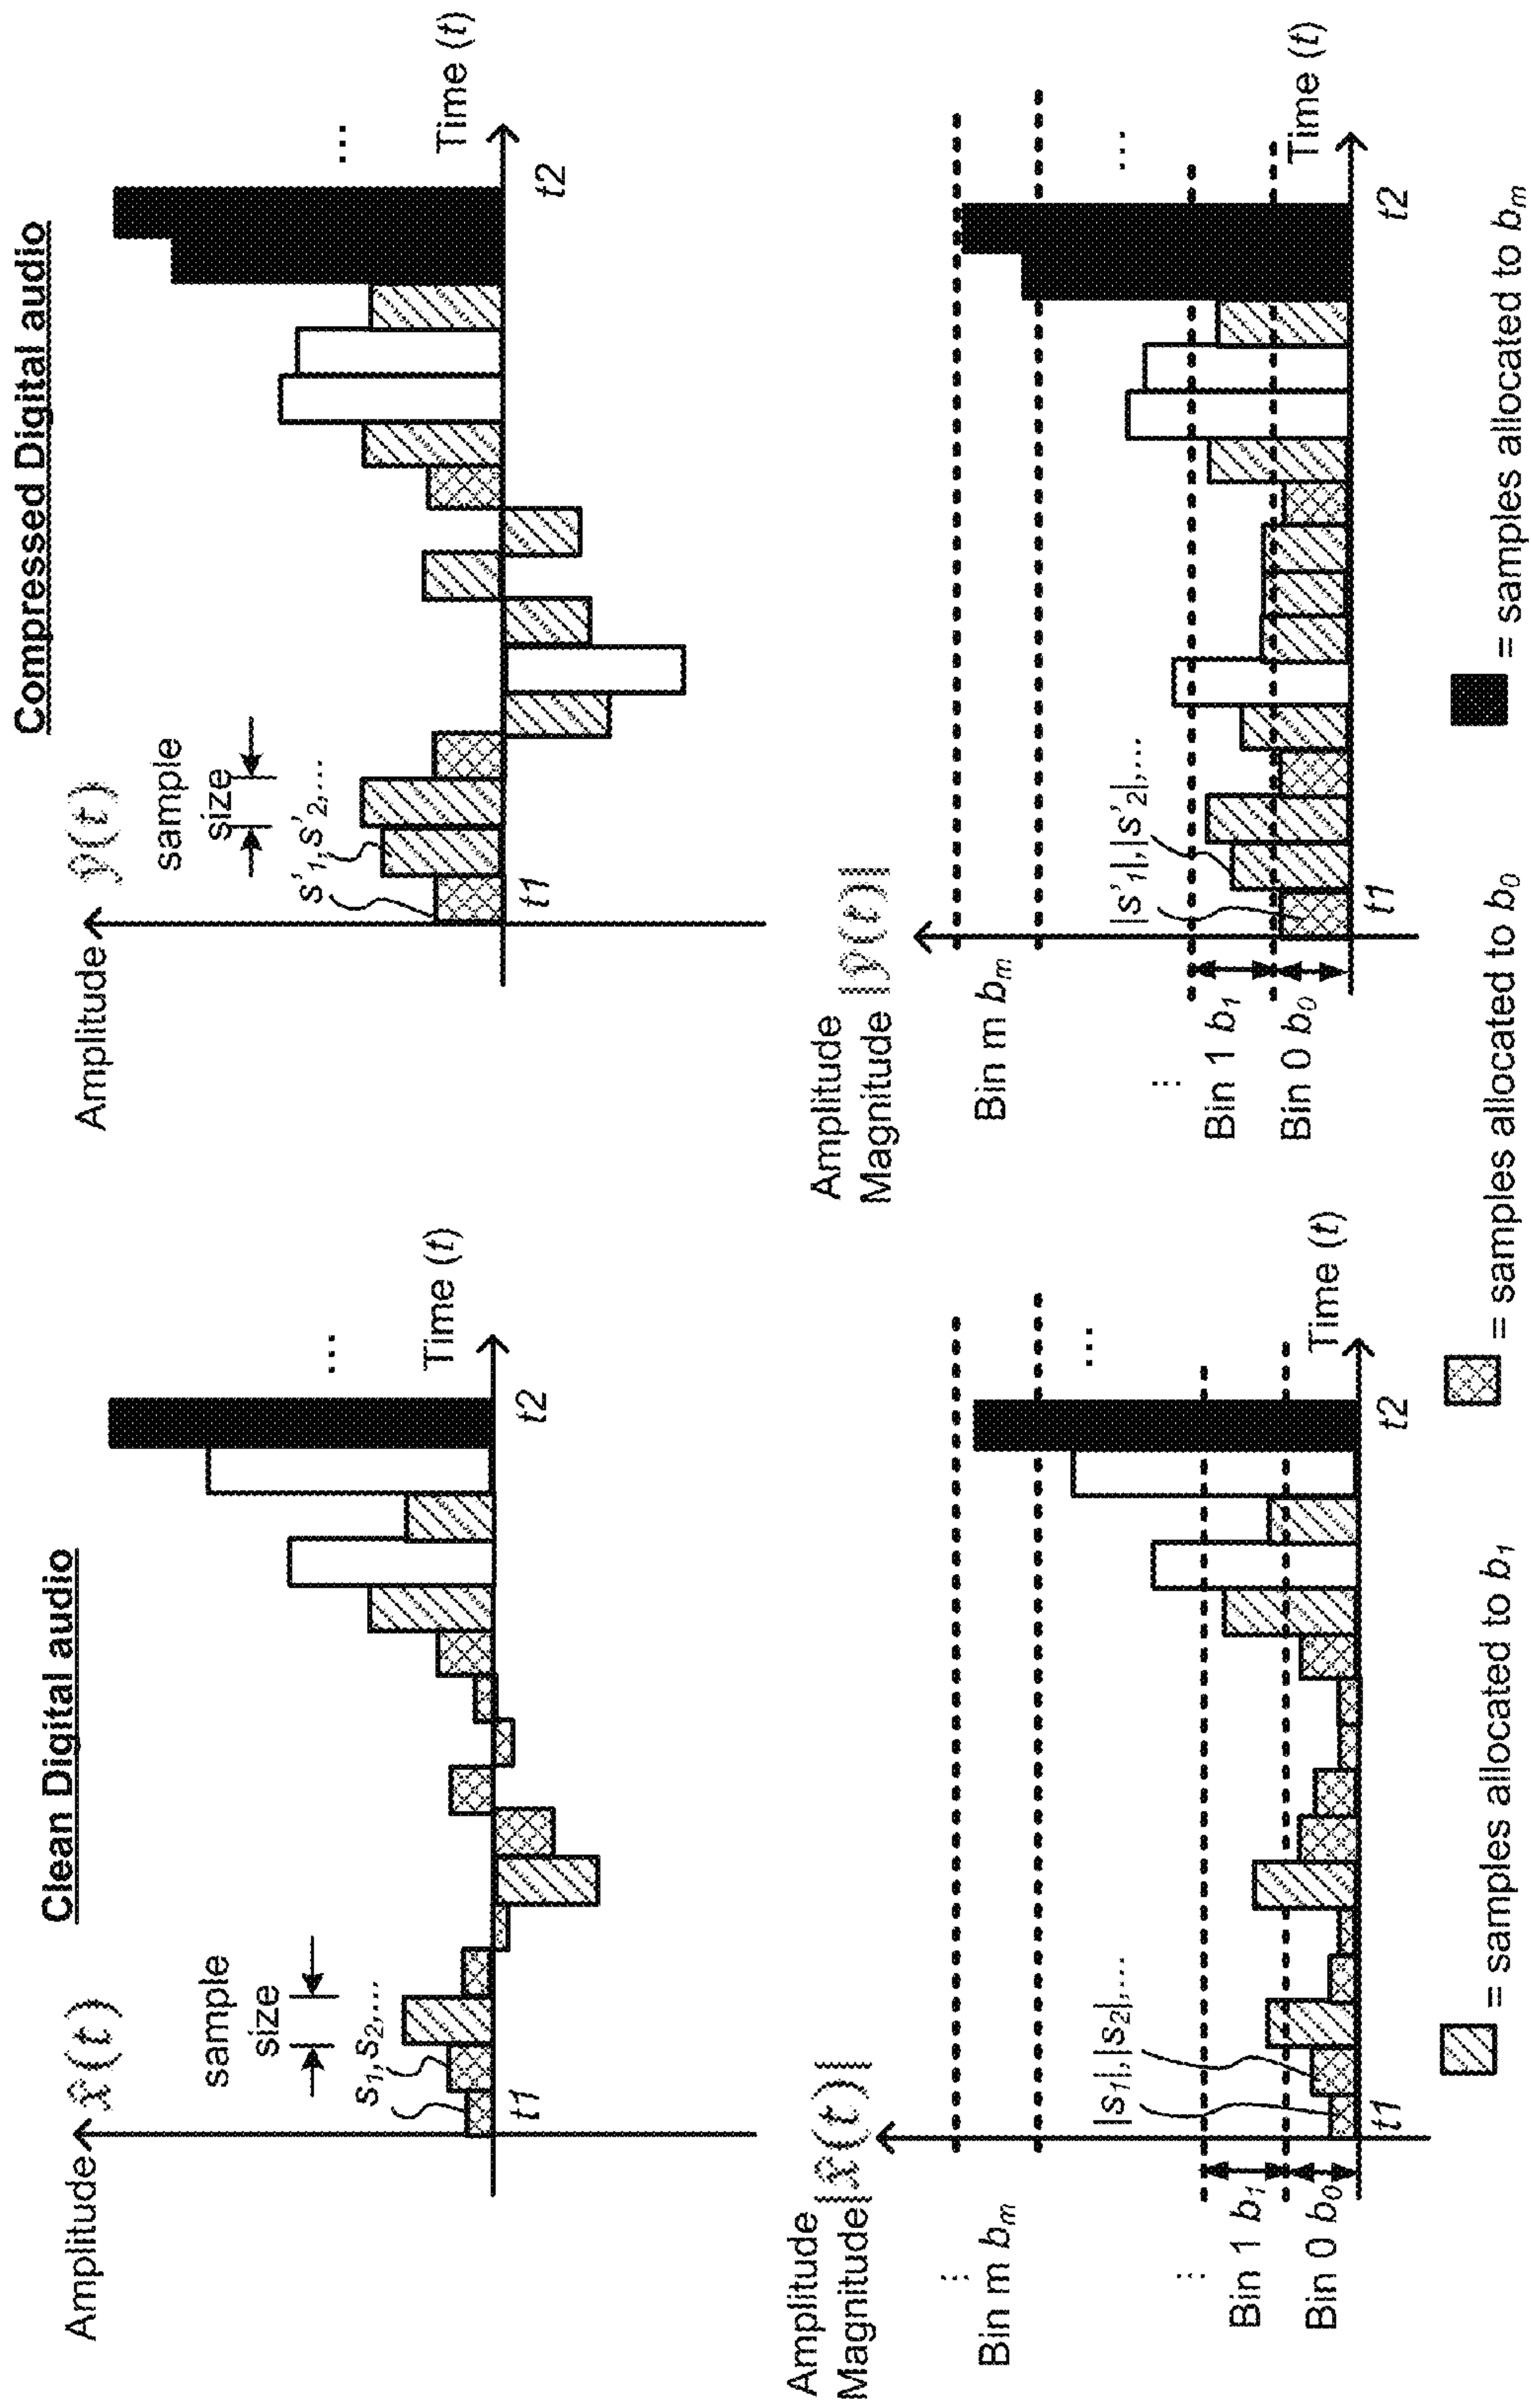 Clean Digital audio
Amplitude
x̂(t)
sample
size
s1,s2,...
...
Time (t)
t1
t2
Compressed Digital audio
Amplitude
ŷ(t)
sample
size
s'1,s'2,...
...
Time (t)
t1
t2
Amplitude
Magnitude
|x̂(t)|
...
Bin m bm
...
Bin 1 b1
Bin 0 b0
|s1|,|s2|,...
...
Time (t)
t1
t2
Amplitude
Magnitude
|ŷ(t)|
Bin m bm
...
Bin 1 b1
Bin 0 b0
|s'1|,|s'2|,...
...
Time (t)
t1
t2
= samples allocated to b1
= samples allocated to b0
= samples allocated to bm